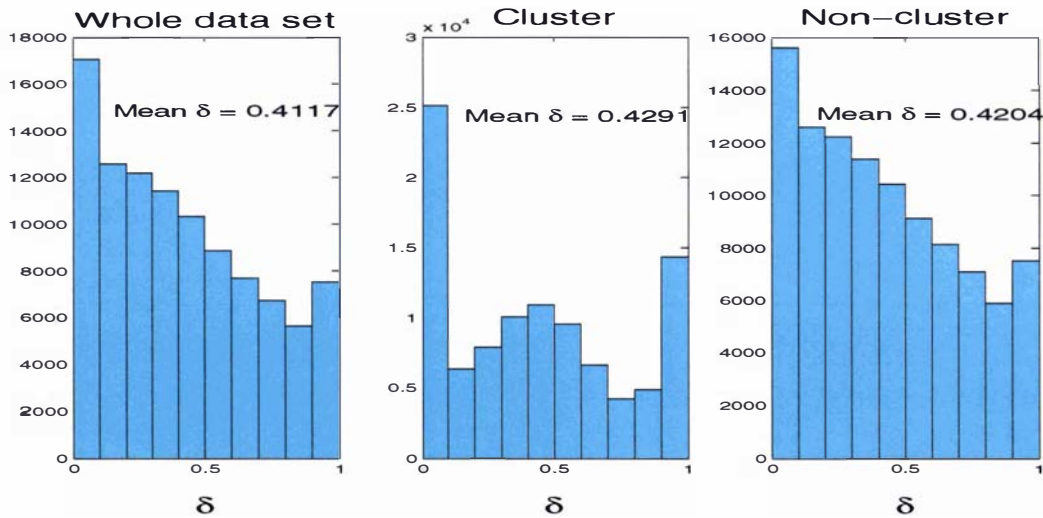 Whole data set
18000
16000
14000
12000
10000
8000
6000
4000
2000
0
0 0.5 1
Mean δ = 0.4117
δ
Cluster
× 10⁴
3
2.5
2
1.5
1
0.5
0
0 0.5 1
Mean δ = 0.4291
δ
Non-cluster
16000
14000
12000
10000
8000
6000
4000
2000
0
0 0.5 1
Mean δ = 0.4204
δ